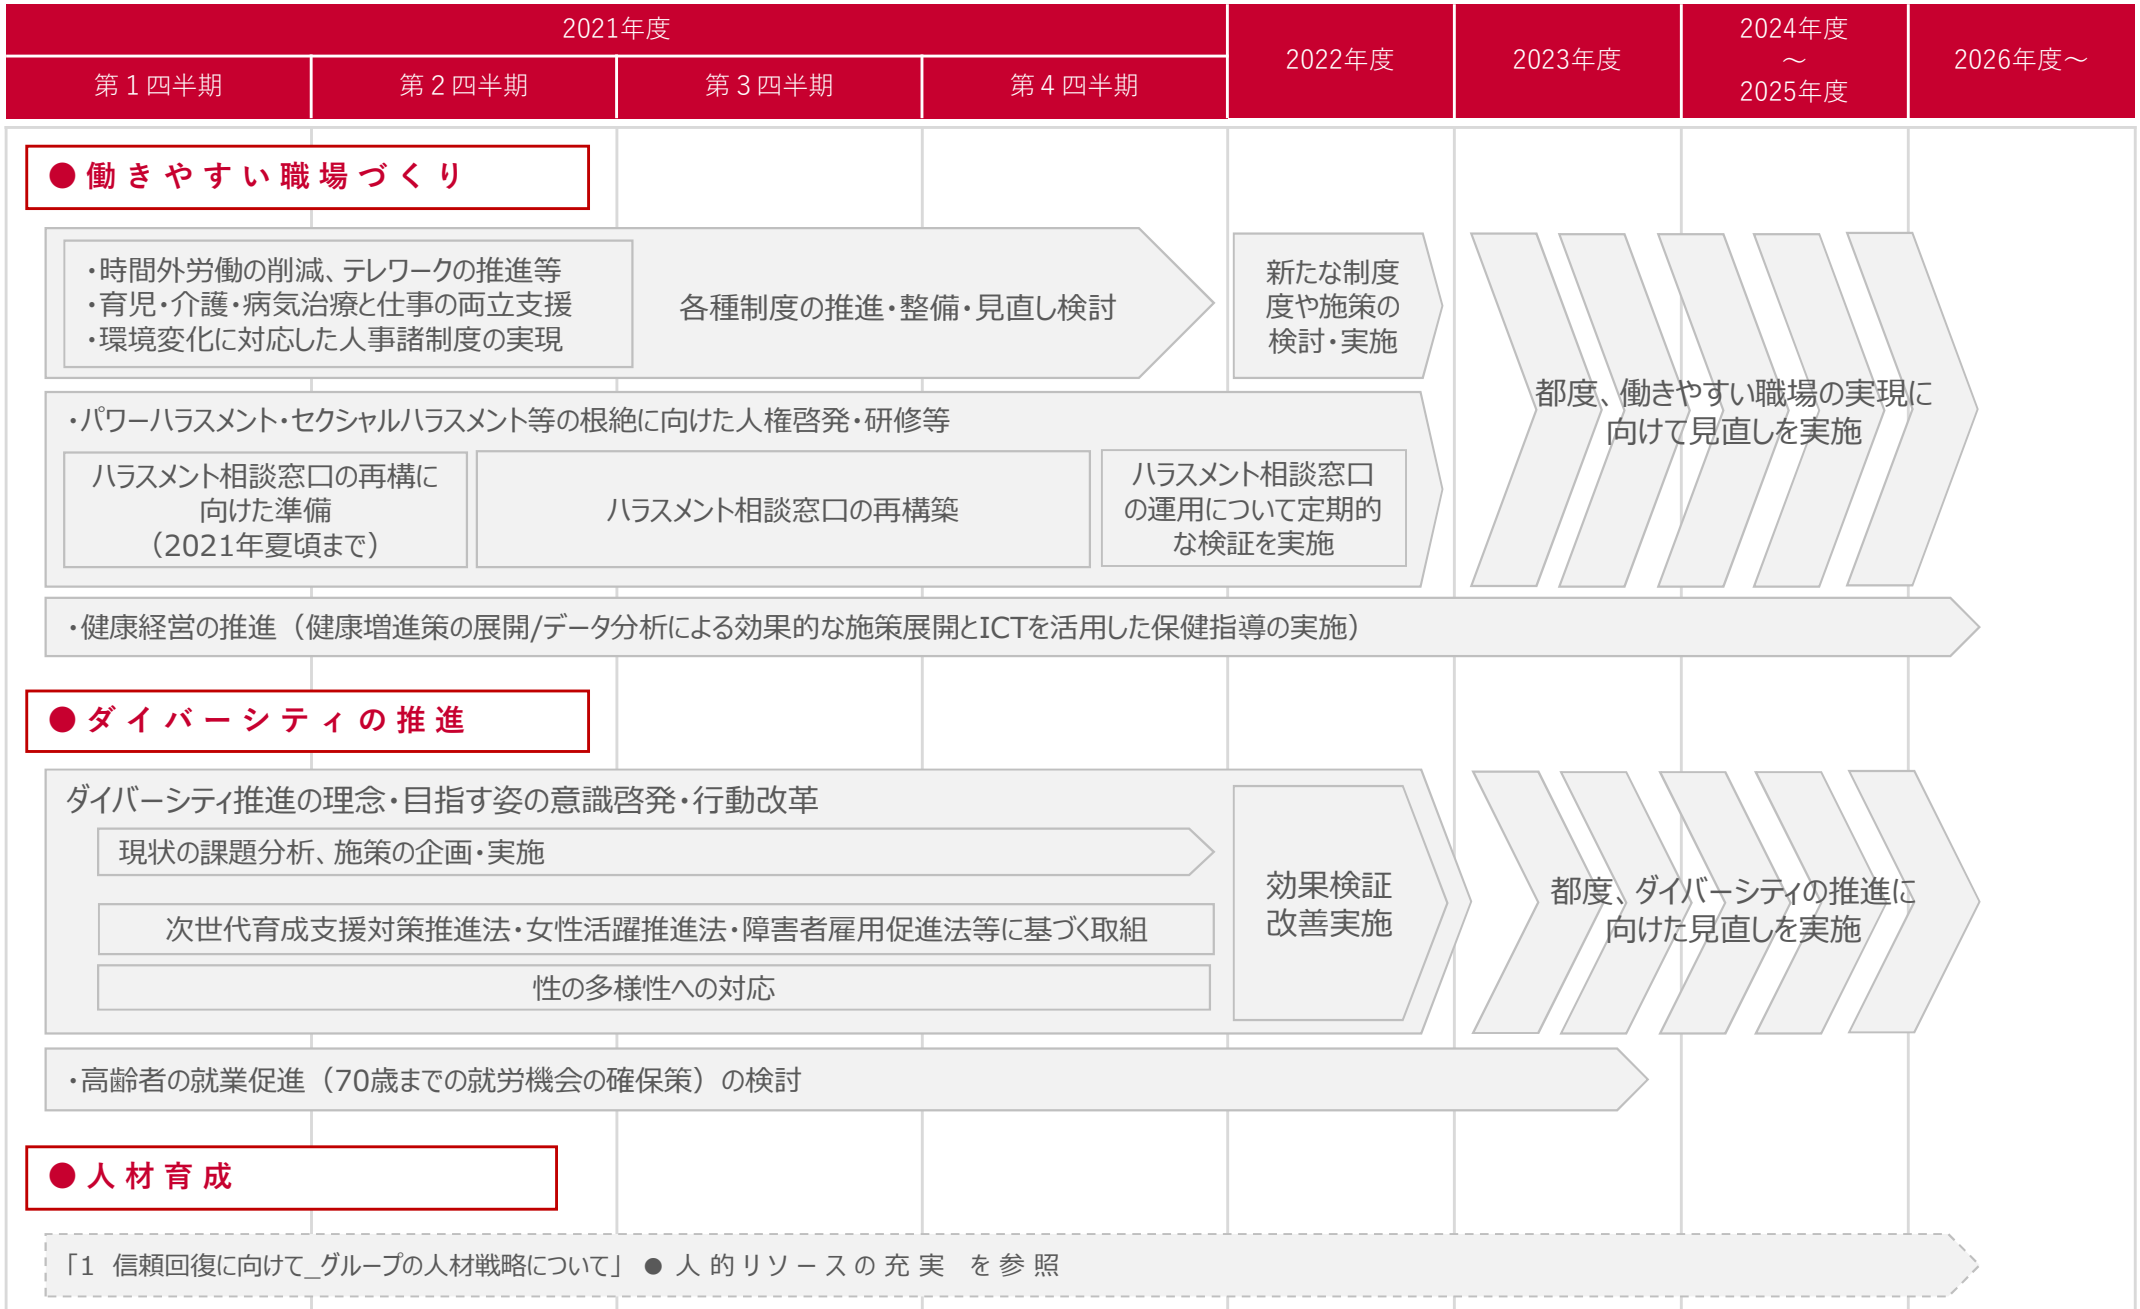 2021年度
2022年度
2023年度
2024年度
～
2025年度
2026年度～
第１四半期
第２四半期
第３四半期
第４四半期
●働きやすい職場づくり
・時間外労働の削減、テレワークの推進等
・育児・介護・病気治療と仕事の両立支援
・環境変化に対応した人事諸制度の実現
各種制度の推進・整備・見直し検討
新たな制度
度や施策の
検討・実施
・パワーハラスメント・セクシャルハラスメント等の根絶に向けた人権啓発・研修等
ハラスメント相談窓口の再構に
向けた準備
（2021年夏頃まで）
ハラスメント相談窓口の再構築
ハラスメント相談窓口
の運用について定期的
な検証を実施
都度、働きやすい職場の実現に
向けて見直しを実施
・健康経営の推進（健康増進策の展開/データ分析による効果的な施策展開とICTを活用した保健指導の実施）
●ダイバーシティの推進
ダイバーシティ推進の理念・目指す姿の意識啓発・行動改革
現状の課題分析、施策の企画・実施
次世代育成支援対策推進法・女性活躍推進法・障害者雇用促進法等に基づく取組
性の多様性への対応
効果検証
改善実施
都度、ダイバーシティの推進に
向けた見直しを実施
・高齢者の就業促進（70歳までの就労機会の確保策）の検討
●人材育成
「1　信頼回復に向けて_グループの人材戦略について」 ●人的リソースの充実　を参照